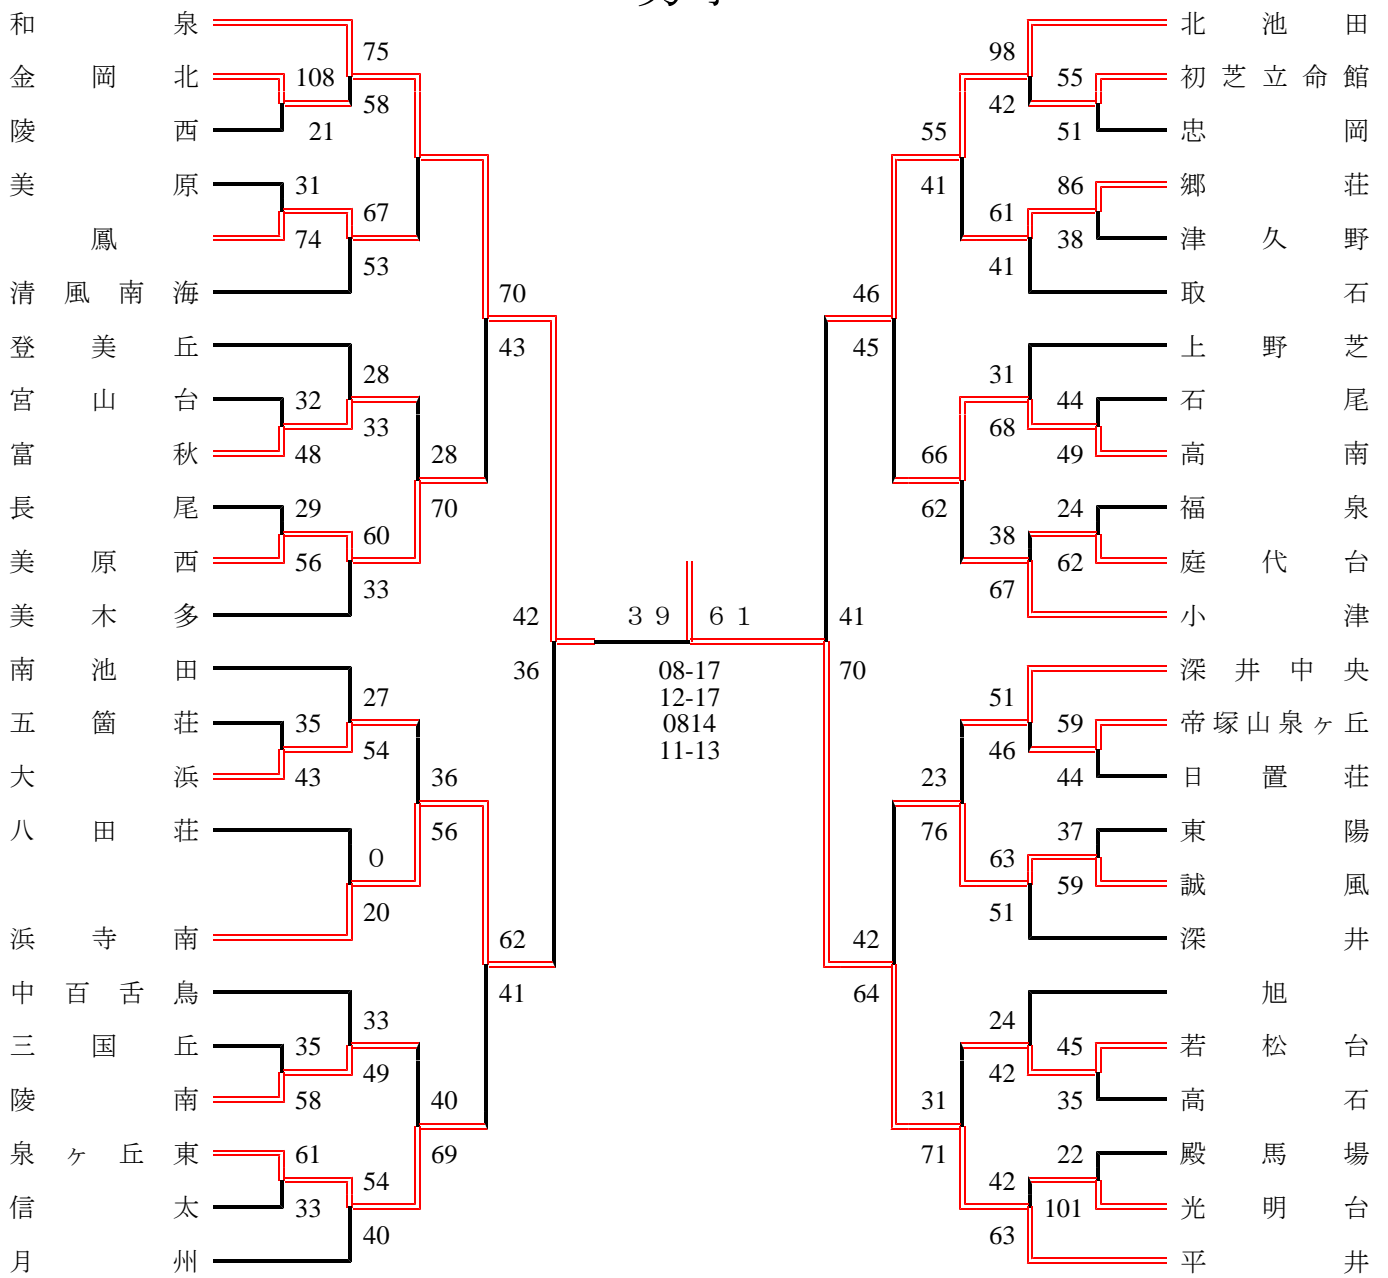 和泉
75
金岡北
108
58
陵西
21
美原
31
67
鳳
74
53
清風南海
70
登美丘
43
28
宮山台
32
33
富秋
48
28
長尾
29
70
60
美原西
56
33
美木多
42
南池田
36
27
五箇荘
35
54
大浜
43
36
八田荘
56
0
20
浜寺南
62
中百舌鳥
41
33
三国丘
35
49
陵南
58
40
泉ヶ丘東
61
69
54
信太
33
40
月州
39 61
08-17
12-17
0814
11-13
北池田
98
55
初芝立命館
42
55
51
忠岡
41
86
郷荘
61
38
津久野
41
46
取石
45
上野芝
31
44
石尾
68
66
49
高南
62
24
福泉
38
62
庭代台
67
41
小津
70
深井中央
51
59
帝塚山泉ヶ丘
46
23
44
日置荘
76
37
東陽
63
59
誠風
51
42
深井
64
旭
24
45
若松台
42
31
35
高石
71
22
殿馬場
42
101
光明台
63
平井